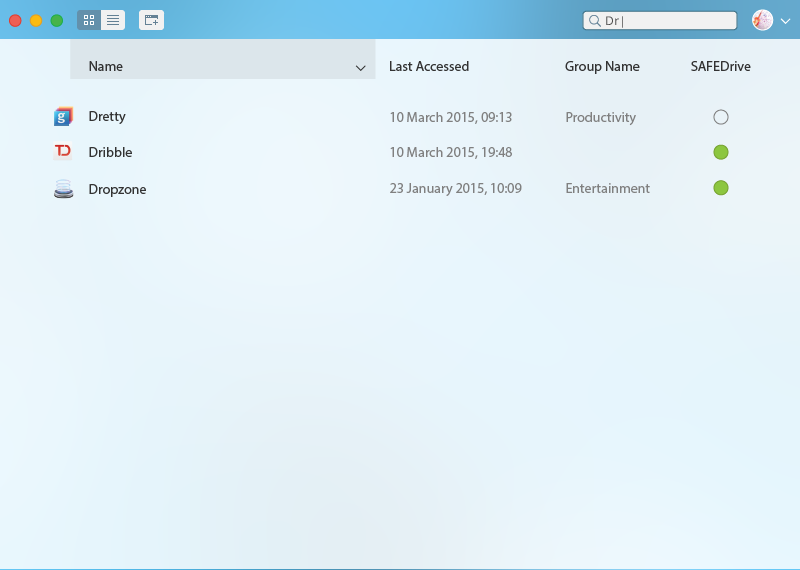 Dr
Name Last Accessed Group Name SAFEDrive
g Dretty 10 March 2015, 09:13 Productivity
TD Dribble 10 March 2015, 19:48
Dropzone 23 January 2015, 10:09 Entertainment